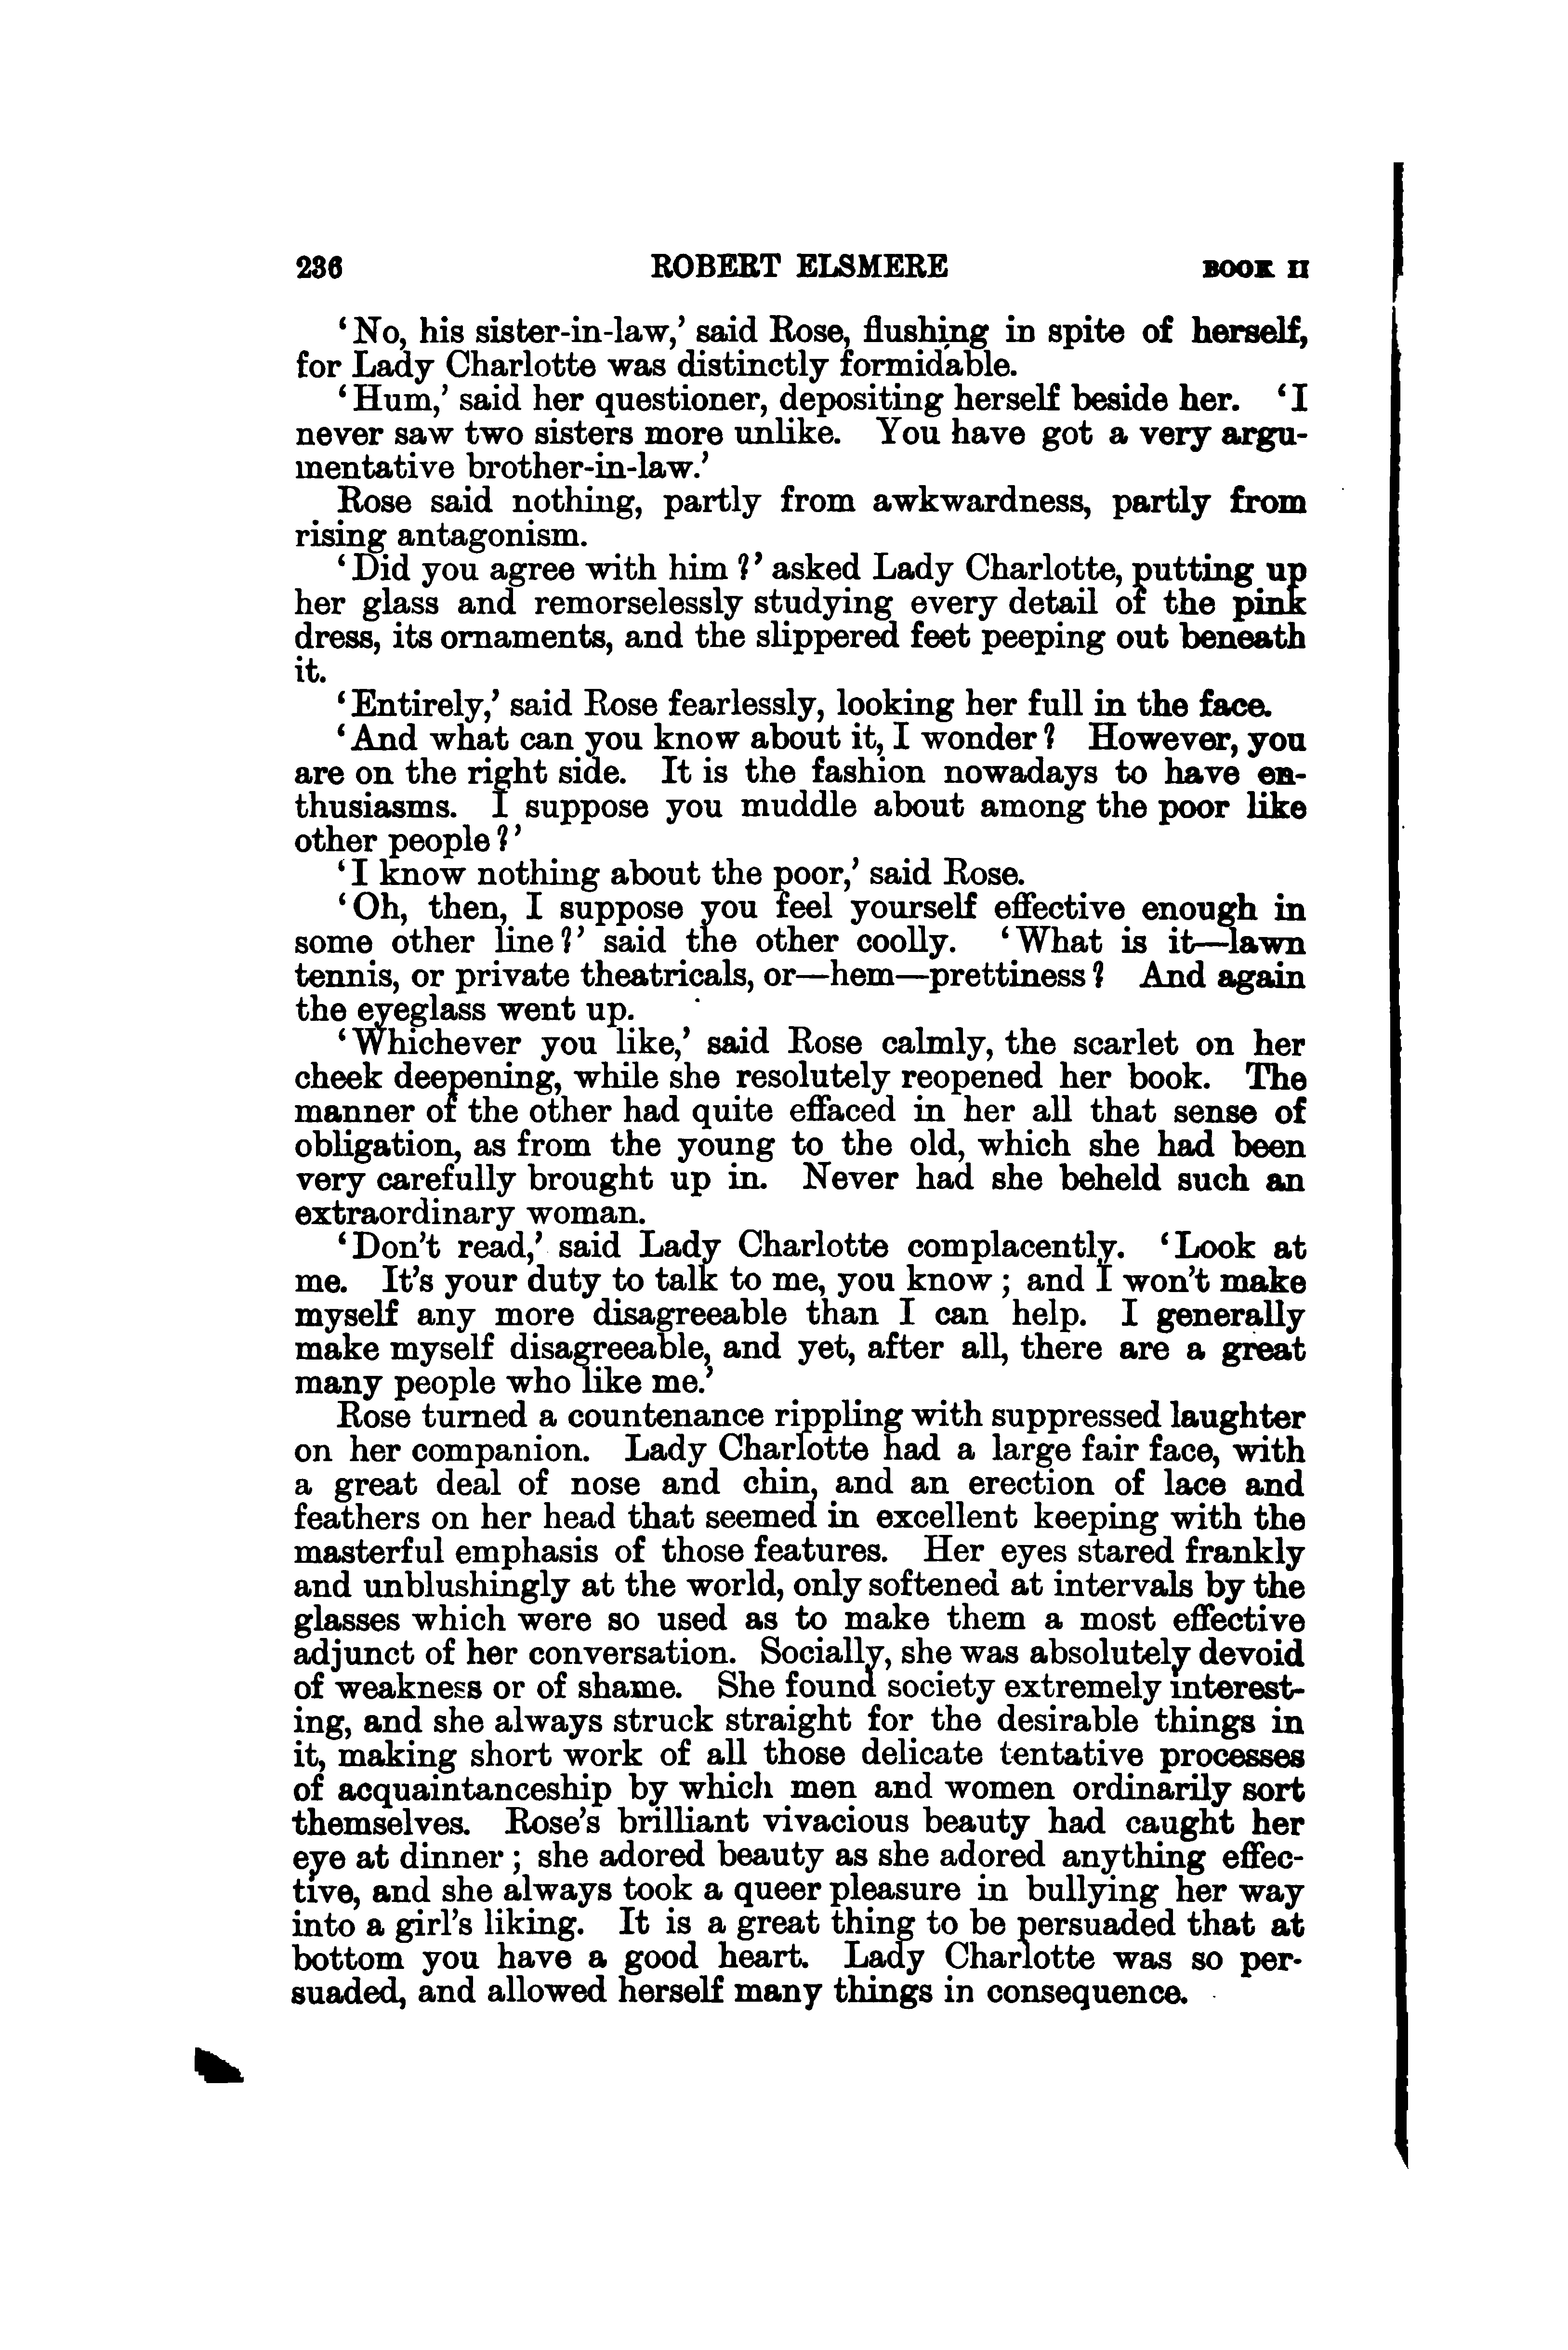 236 ROBERT ELSMERE BOOK II
‘No, his sister-in-law,’ said Rose, flushing in spite of herself,
for Lady Charlotte was distinctly formidable.
‘Hum,’ said her questioner, depositing herself beside her. ‘I
never saw two sisters more unlike. You have got a very argu-
mentative brother-in-law.’
Rose said nothing, partly from awkwardness, partly from
rising antagonism.
‘Did you agree with him?’ asked Lady Charlotte, putting up
her glass and remorselessly studying every detail of the pink
dress, its ornaments, and the slippered feet peeping out beneath
it.
‘Entirely,’ said Rose fearlessly, looking her full in the face.
‘And what can you know about it, I wonder? However, you
are on the right side. It is the fashion nowadays to have en-
thusiasms. I suppose you muddle about among the poor like
other people?’
‘I know nothing about the poor,’ said Rose.
‘Oh, then, I suppose you feel yourself effective enough in
some other line?’ said the other coolly. ‘What is it—lawn
tennis, or private theatricals, or—hem—prettiness? And again
the eyeglass went up.
‘Whichever you like,’ said Rose calmly, the scarlet on her
cheek deepening, while she resolutely reopened her book. The
manner of the other had quite effaced in her all that sense of
obligation, as from the young to the old, which she had been
very carefully brought up in. Never had she beheld such an
extraordinary woman.
‘Don’t read,’ said Lady Charlotte complacently. ‘Look at
me. It’s your duty to talk to me, you know; and I won’t make
myself any more disagreeable than I can help. I generally
make myself disagreeable, and yet, after all, there are a great
many people who like me.’
Rose turned a countenance rippling with suppressed laughter
on her companion. Lady Charlotte had a large fair face, with
a great deal of nose and chin, and an erection of lace and
feathers on her head that seemed in excellent keeping with the
masterful emphasis of those features. Her eyes stared frankly
and unblushingly at the world, only softened at intervals by the
glasses which were so used as to make them a most effective
adjunct of her conversation. Socially, she was absolutely devoid
of weakness or of shame. She found society extremely interest-
ing, and she always struck straight for the desirable things in
it, making short work of all those delicate tentative processes
of acquaintanceship by which men and women ordinarily sort
themselves. Rose’s brilliant vivacious beauty had caught her
eye at dinner; she adored beauty as she adored anything effec-
tive, and she always took a queer pleasure in bullying her way
into a girl’s liking. It is a great thing to be persuaded that at
bottom you have a good heart. Lady Charlotte was so per-
suaded, and allowed herself many things in consequence.